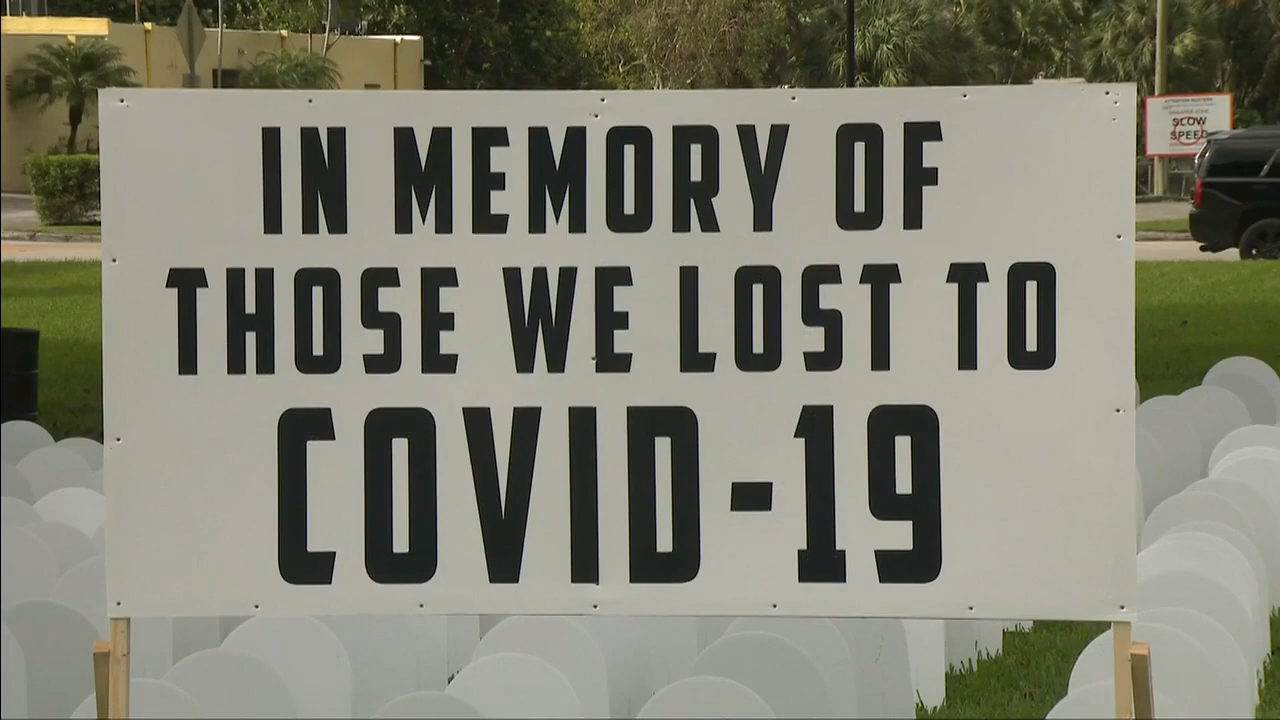 IN MEMORY OF
THOSE WE LOST TO
COVID-19
SLOW
SPEED